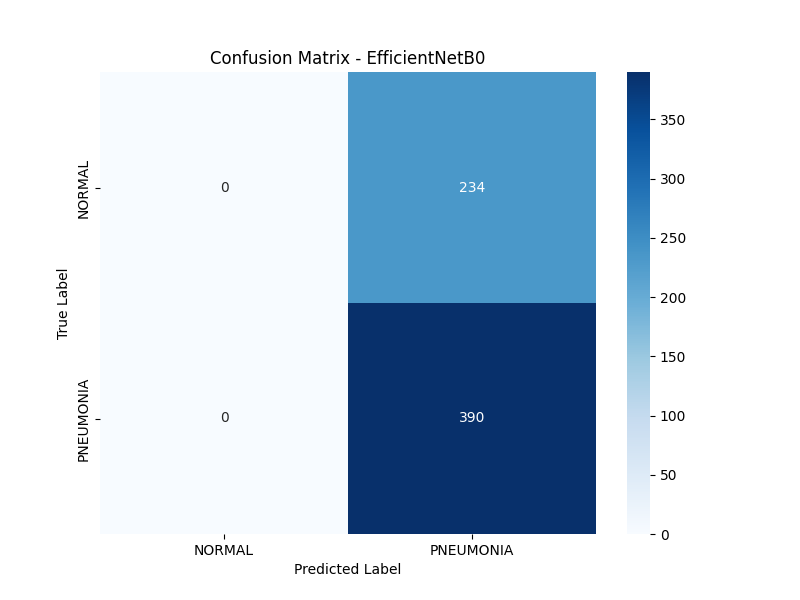 Confusion Matrix - EfficientNetB0
True Label
NORMAL
PNEUMONIA
0
234
0
390
NORMAL
PNEUMONIA
Predicted Label
350
300
250
200
150
100
50
0